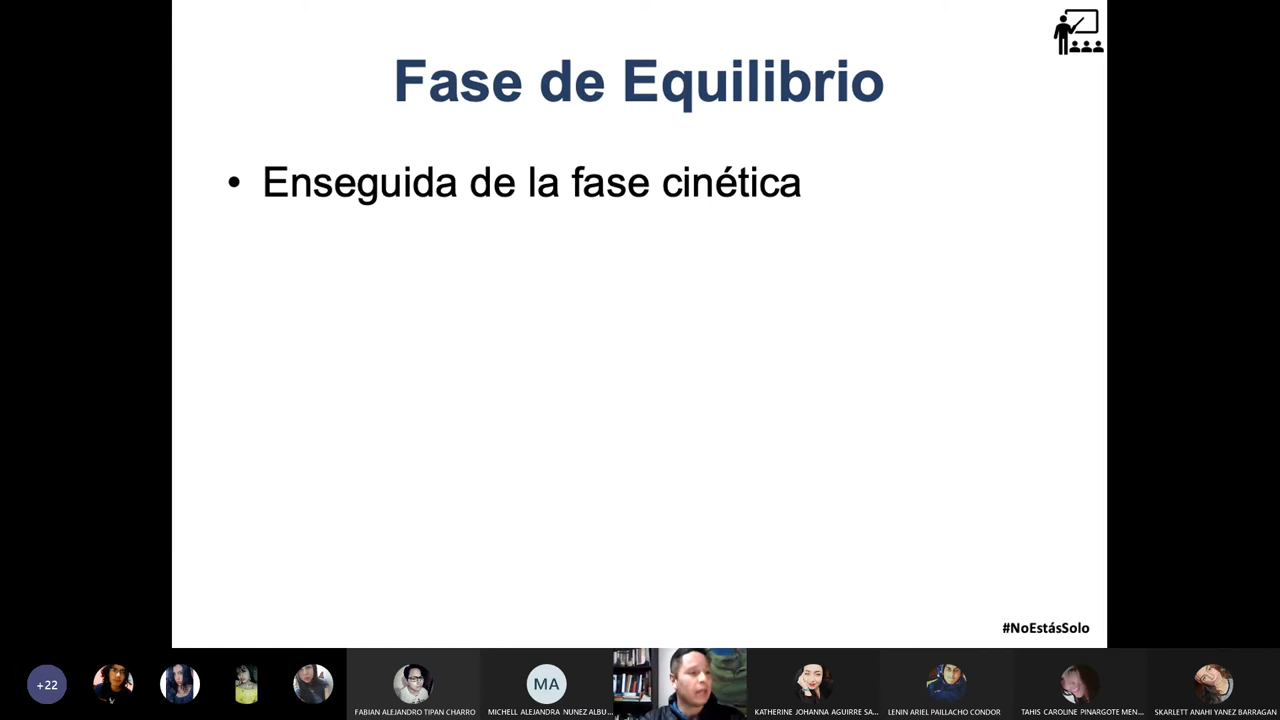 Fase de Equilibrio
• Enseguida de la fase cinética
#NoEstásSolo
+22
FABIAN ALEJANDRO TIPAN CHARRO
MA
MICHELL ALEJANDRA NUNEZ ALBU...
KATHERINE JOHANNA AGUIRRE SA...
LENIN ARIEL PAILLACHO CONDOR
TAHIS CAROLINE PINARGOTE MEN...
SKARLETT ANAHI YANEZ BARRAGAN